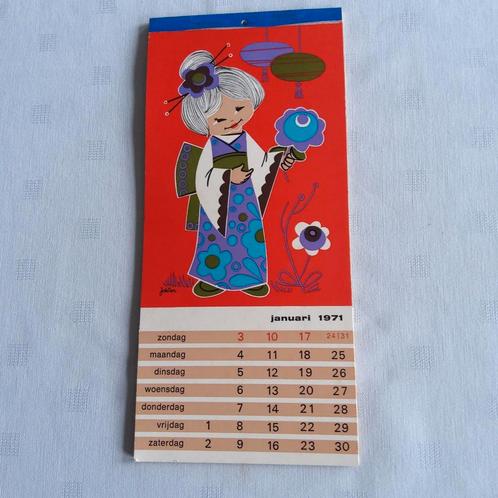 januari 1971
zondag 3 10 17 24|31
maandag 4 11 18 25
dinsdag 5 12 19 26
woensdag 6 13 20 27
donderdag 7 14 21 28
vrijdag 1 8 15 22 29
zaterdag 2 9 16 23 30